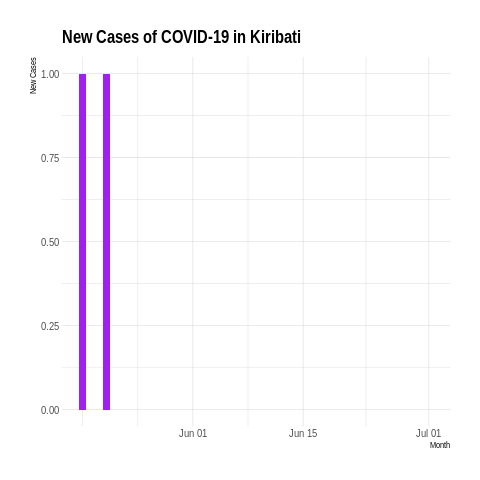 New Cases of COVID-19 in Kiribati
New Cases
1.00
0.75
0.50
0.25
0.00
Jun 01
Jun 15
Jul 01
Month